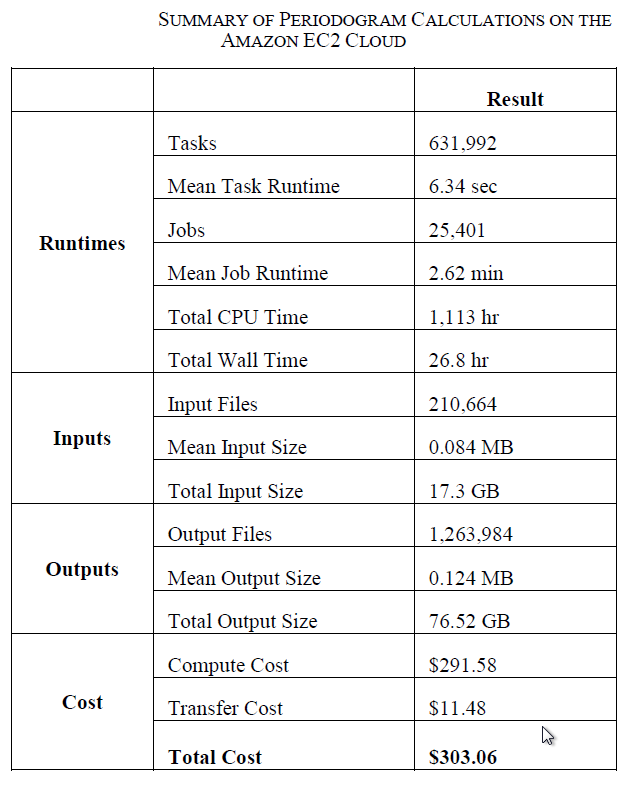 SUMMARY OF PERIODOGRAM CALCULATIONS ON THE
AMAZON EC2 CLOUD
Result
Runtimes
Tasks 631,992
Mean Task Runtime 6.34 sec
Jobs 25,401
Mean Job Runtime 2.62 min
Total CPU Time 1,113 hr
Total Wall Time 26.8 hr
Inputs
Input Files 210,664
Mean Input Size 0.084 MB
Total Input Size 17.3 GB
Outputs
Output Files 1,263,984
Mean Output Size 0.124 MB
Total Output Size 76.52 GB
Cost
Compute Cost $291.58
Transfer Cost $11.48
Total Cost $303.06